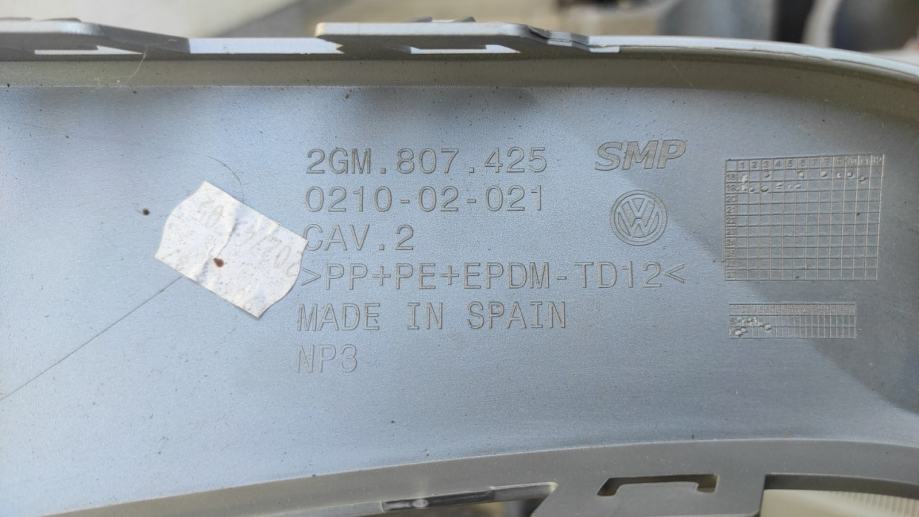 2GM.807.425
SMP
0210-02-021
CAV.2
>PP+PE+EPDM-TD12<
MADE IN SPAIN
NP3